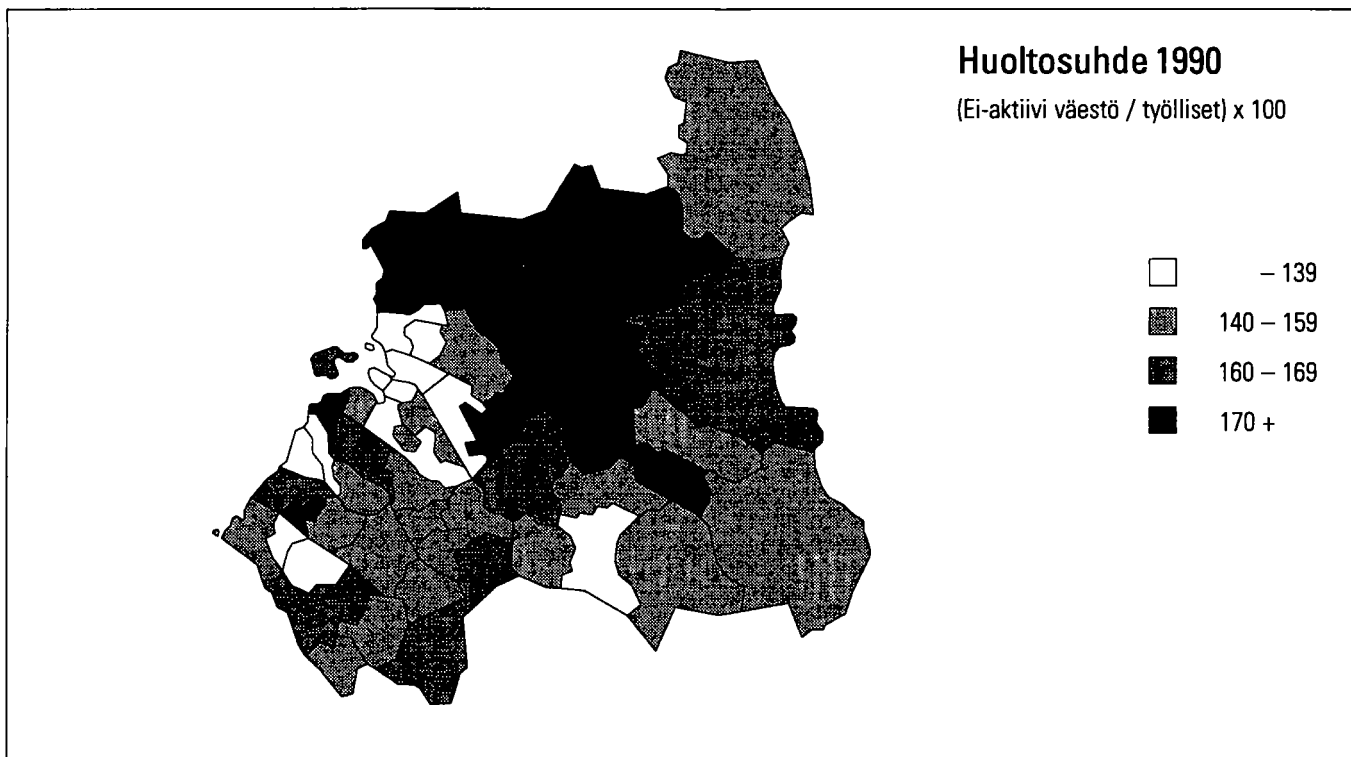 Huoltosuhde 1990
(Ei-aktiivi väestö / työlliset) x 100
– 139
140 – 159
160 – 169
170 +